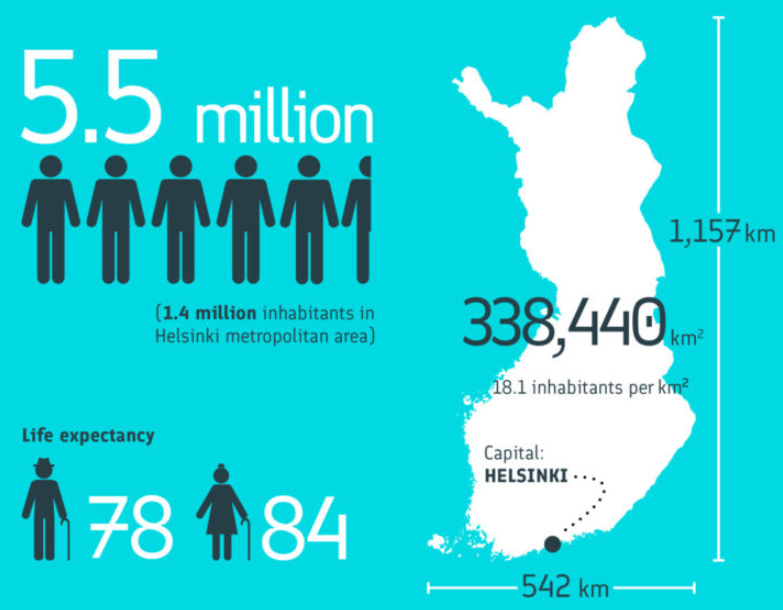 5.5 million
(1.4 million inhabitants in
Helsinki metropolitan area)
Life expectancy
78
84
1,157 km
338,440 km²
18.1 inhabitants per km²
Capital:
HELSINKI
542 km